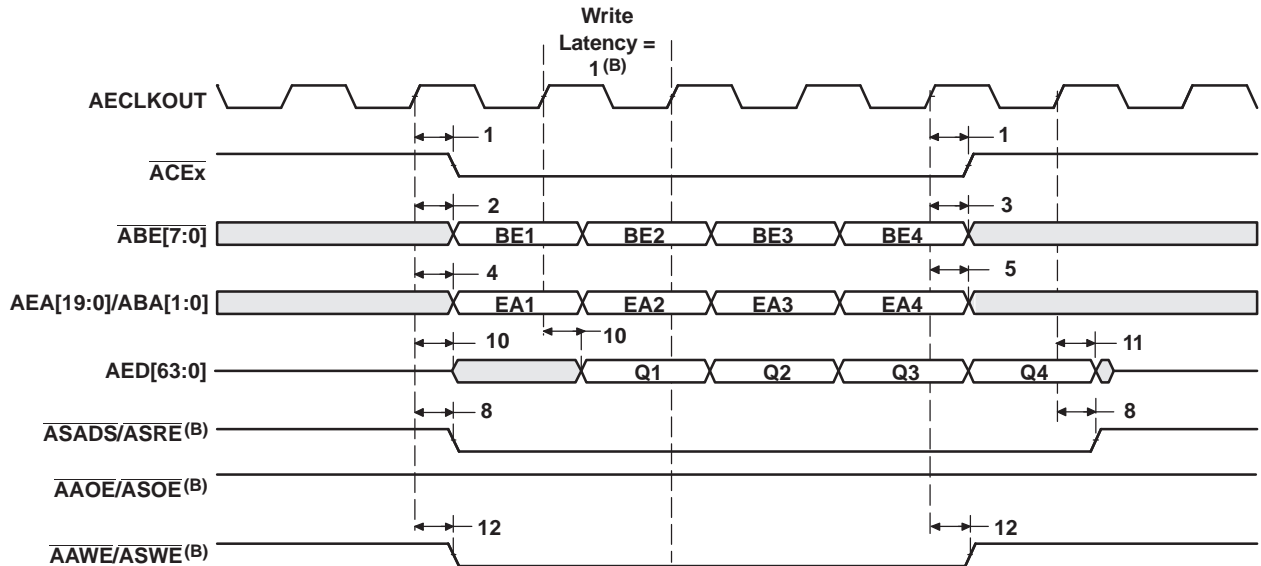 Write
Latency =
1(B)
AECLKOUT
1 1
ACEx
2 3
ABE[7:0] BE1 BE2 BE3 BE4
4 5
AEA[19:0]/ABA[1:0] EA1 EA2 EA3 EA4
10 10 11
AED[63:0] Q1 Q2 Q3 Q4
8 8
ASADS/ASRE(B)
AAOE/ASOE(B)
12 12
AAWE/ASWE(B)